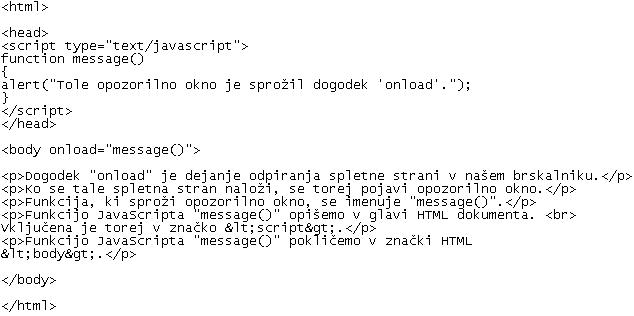 <html>
<head>
<script type="text/javascript">
function message()
{
alert("Tole opozorilno okno je sprožil dogodek 'onload'.");
}
</script>
</head>
<body onload="message()">
<p>Dogodek "onload" je dejanje odpiranja spletne strani v našem brskalniku.</p>
<p>Ko se tale spletna stran naloži, se torej pojavi opozorilno okno.</p>
<p>Funkcija, ki sproži opozorilno okno, se imenuje "message()".</p>
<p>Funkcijo JavaScripta "message()" opišemo v glavi HTML dokumenta. <br>
vključena je torej v značko &lt;script&gt;.</p>
<p>Funkcijo JavaScripta "message()" pokličemo v znački HTML
&lt;body&gt;.</p>
</body>
</html>